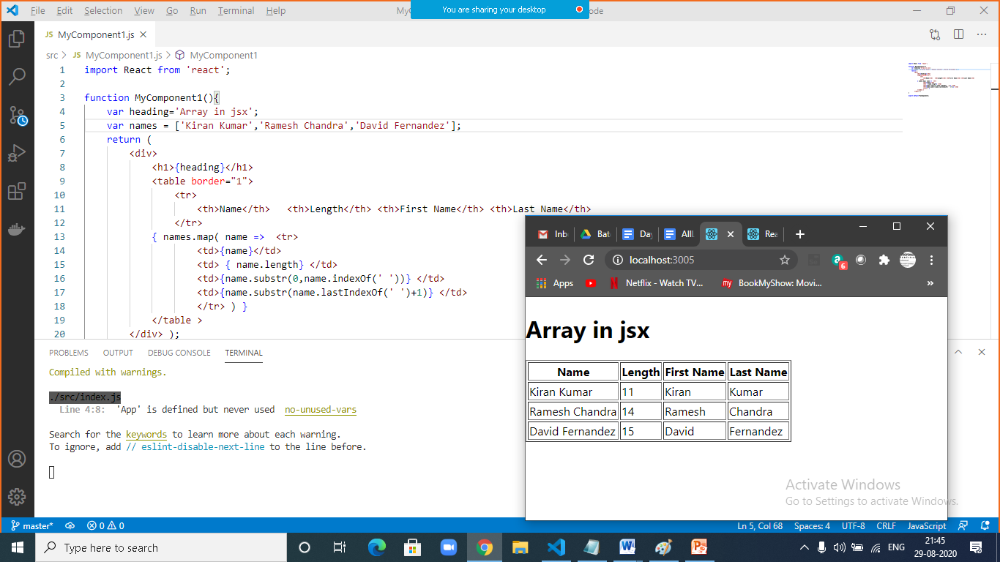 File Edit Selection View Go Run Terminal Help
You are sharing your desktop
JS MyComponent1.js
src > JS MyComponent1.js > MyComponent1
1 import React from 'react';
2
3 function MyComponent1(){
4 var heading='Array in jsx';
5 var names = ['Kiran Kumar','Ramesh Chandra','David Fernandez'];
6 return (
7 <div>
8 <h1>{heading}</h1>
9 <table border="1">
10 <tr>
11 <th>Name</th> <th>Length</th> <th>First Name</th> <th>Last Name</th>
12 </tr>
13 { names.map( name => <tr>
14 <td>{name}</td>
15 <td> { name.length} </td>
16 <td>{name.substr(0,name.indexOf(' '))} </td>
17 <td>{name.substr(name.lastIndexOf(' ')+1)} </td>
18 </tr> ) }
19 </table >
20 </div> );
PROBLEMS OUTPUT DEBUG CONSOLE TERMINAL
Compiled with warnings.
./src/index.js
Line 4:8: 'App' is defined but never used no-unused-vars
Search for the keywords to learn more about each warning.
To ignore, add // eslint-disable-next-line to the line before.
Inb Bat Day All Rea
localhost:3005
6
Apps Netflix - Watch TV... my BookMyShow: Movi... »
Array in jsx
Name Length First Name Last Name
Kiran Kumar 11 Kiran Kumar
Ramesh Chandra 14 Ramesh Chandra
David Fernandez 15 David Fernandez
Activate Windows
Go to Settings to activate Windows.
master* 0 0 Ln 5, Col 68 Spaces: 4 UTF-8 CRLF JavaScript
Type here to search
ENG
21:45
29-08-2020